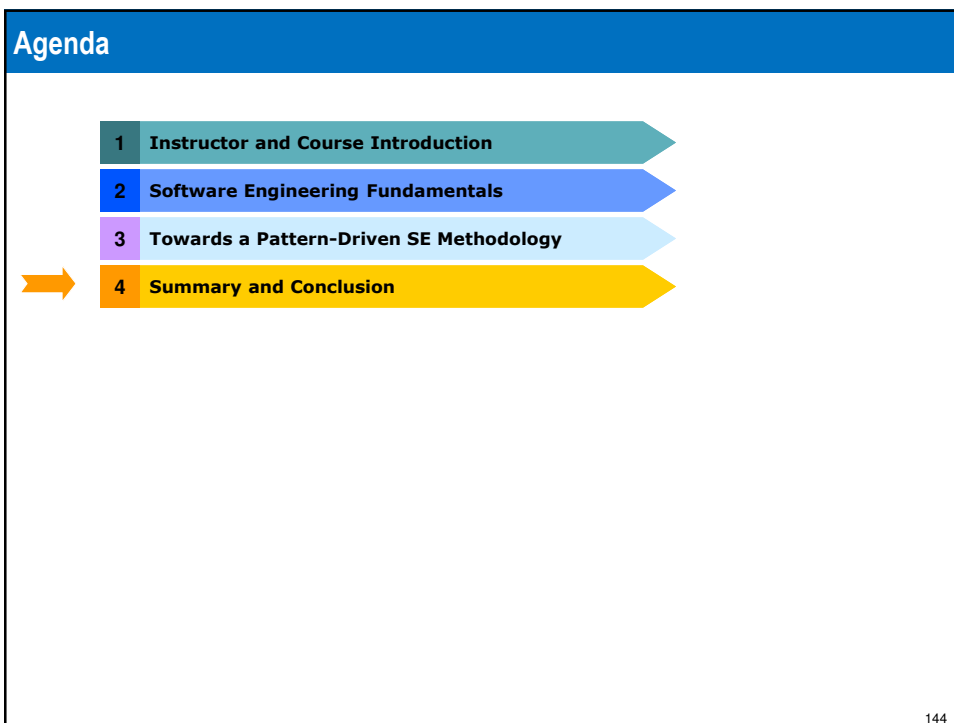 Agenda
1 Instructor and Course Introduction
2 Software Engineering Fundamentals
3 Towards a Pattern-Driven SE Methodology
4 Summary and Conclusion
144